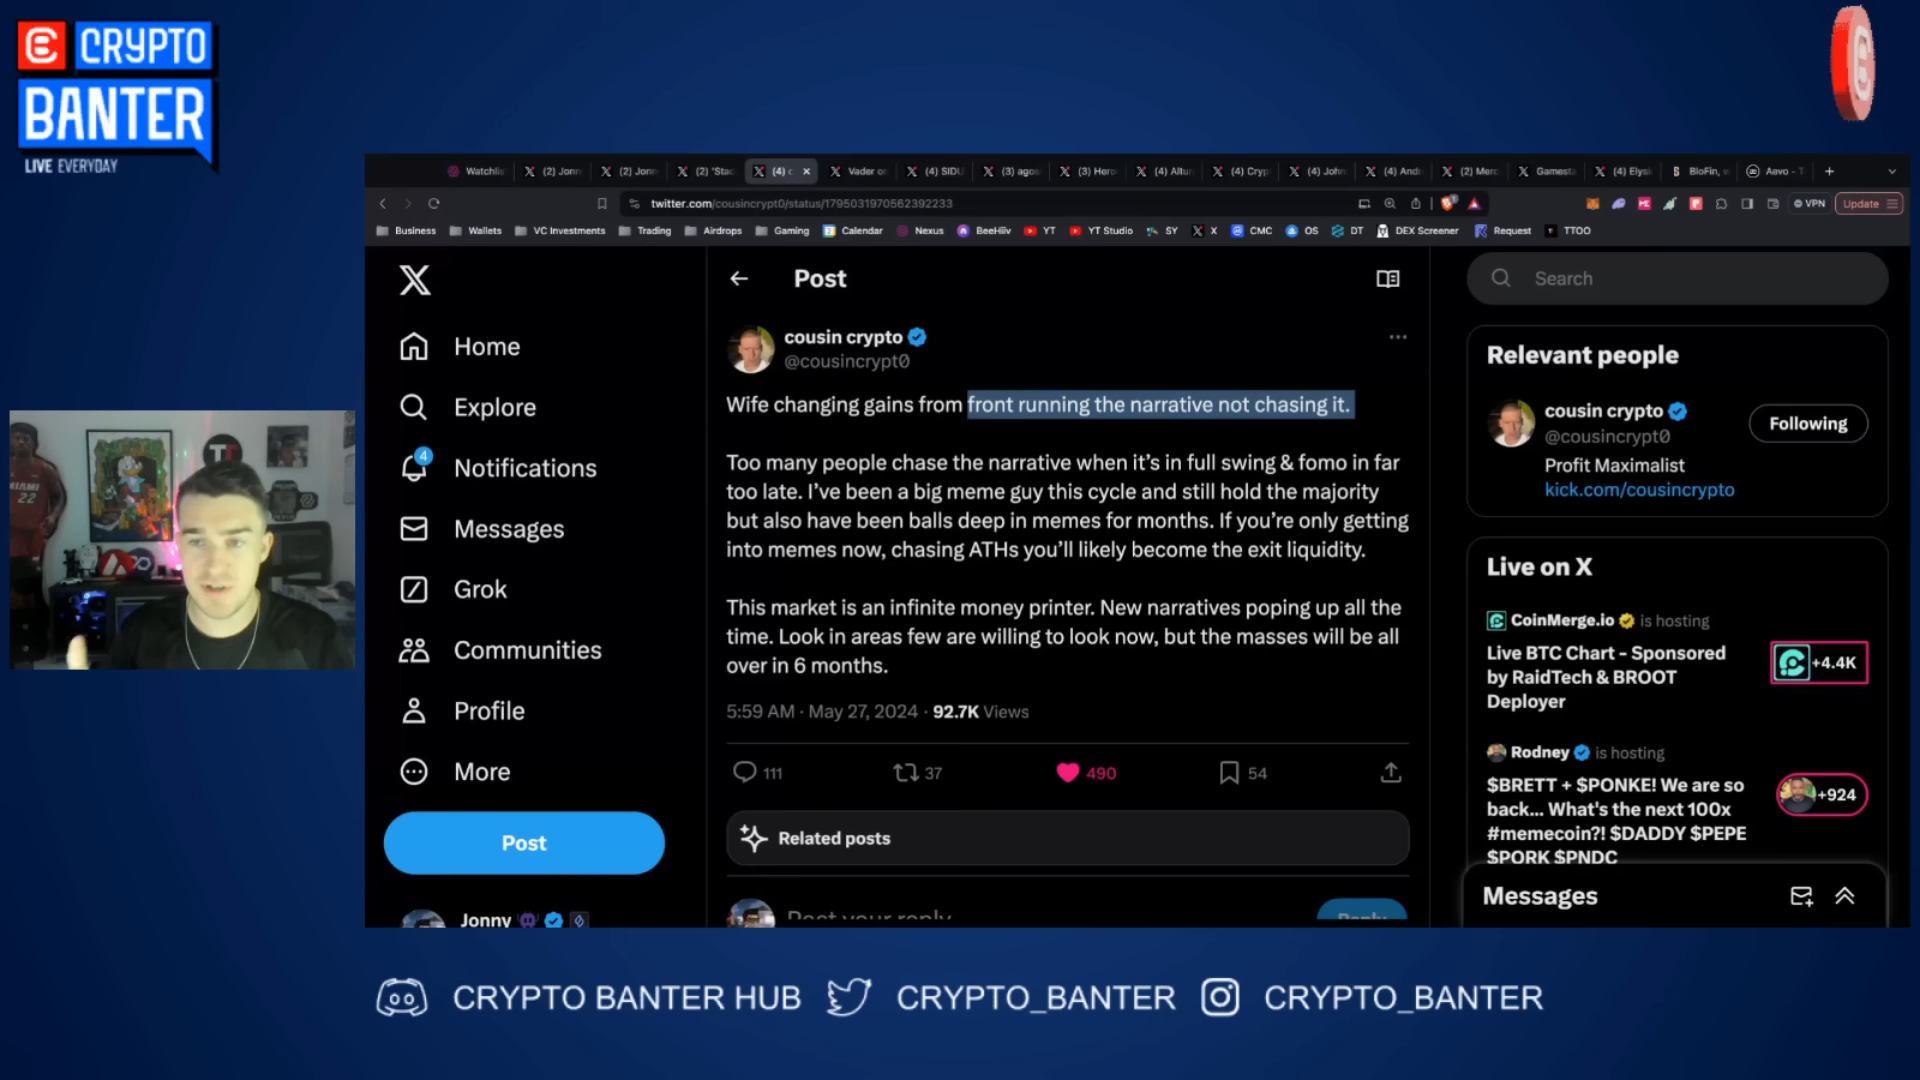 CRYPTO
BANTER
LIVE EVERYDAY
Watchlis
(2) Jonn
(2) Jonn
(2) "Stac
(4) c
Vader or
(4) SIDU
(3) agos
(3) Hero
(4) Altur
(4) Cryp
(4) John
(4) Andr
(2) Merc
Gamest
(4) Elysi
BloFin, w
Aevo - T
twitter.com/cousincrypt0/status/1795031970562392233
VPN
Update
Business
Wallets
VC Investments
Trading
Airdrops
Gaming
Calendar
Nexus
BeeHiiv
YT
YT Studio
SY
X
CMC
OS
DT
DEX Screener
Request
TTOO
Home
Explore
4
Notifications
Messages
Grok
Communities
Profile
More
Post
Jonny
Post
cousin crypto
@cousincrypt0
Wife changing gains from front running the narrative not chasing it.
Too many people chase the narrative when it's in full swing & fomo in far
too late. I've been a big meme guy this cycle and still hold the majority
but also have been balls deep in memes for months. If you're only getting
into memes now, chasing ATHs you'll likely become the exit liquidity.
This market is an infinite money printer. New narratives poping up all the
time. Look in areas few are willing to look now, but the masses will be all
over in 6 months.
5:59 AM · May 27, 2024 · 92.7K Views
111
37
490
54
Related posts
Post your reply
Reply
Search
Relevant people
cousin crypto
@cousincrypt0
Following
Profit Maximalist
kick.com/cousincrypto
Live on X
CoinMerge.io is hosting
Live BTC Chart - Sponsored
by RaidTech & BROOT
Deployer
+4.4K
Rodney is hosting
$BRETT + $PONKE! We are so
back... What's the next 100x
#memecoin?! $DADDY $PEPE
$PORK $PNDC
+924
Messages
MIAMI
22
CRYPTO BANTER HUB
CRYPTO_BANTER
CRYPTO_BANTER